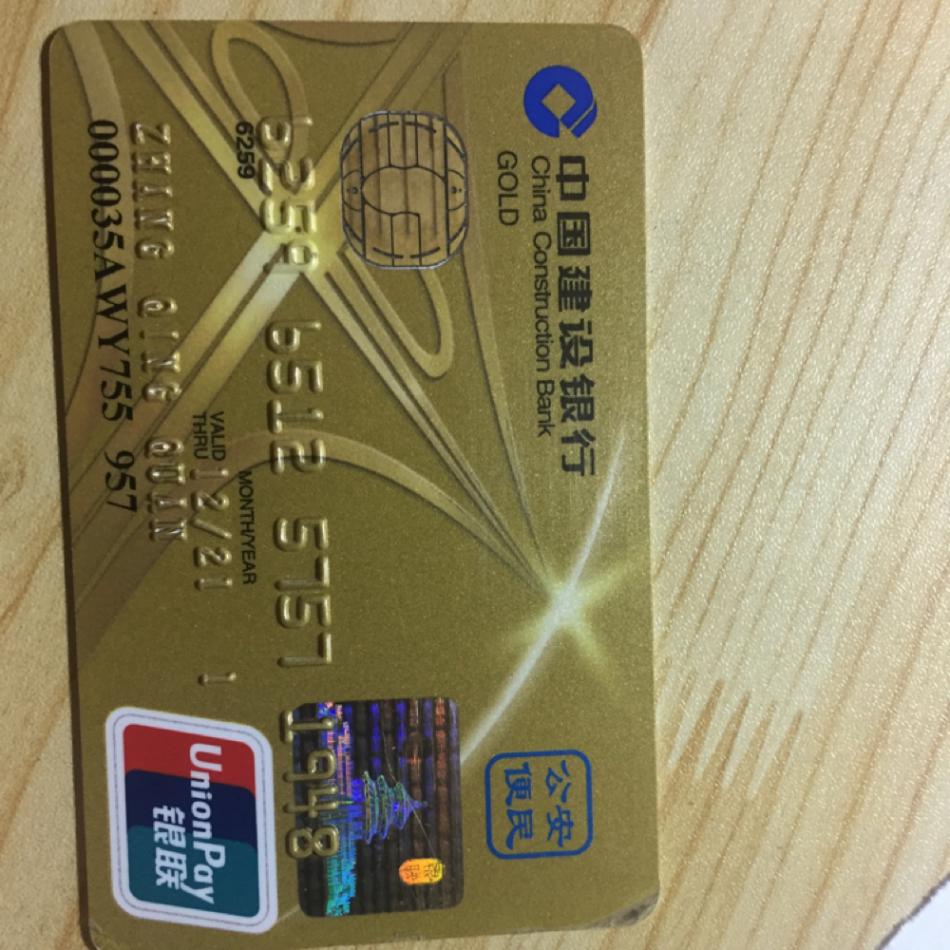 中国建设银行
China Construction Bank
GOLD
公安
便民
6259 6512 5757 1948
6259
MONTH/YEAR
VALID THRU 12/21 1
ZHANG QING QUAN
000035AWY755 957
UnionPay
银联